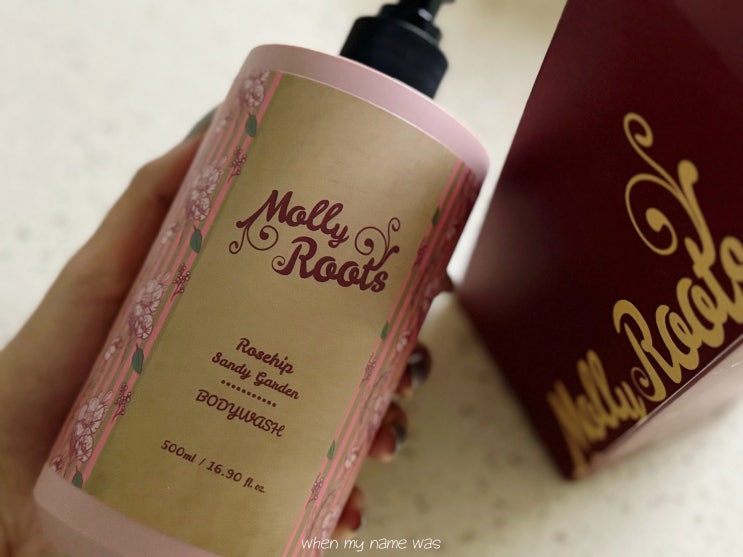 Molly
Roots
Rosehip
Sandy Garden
BODYWASH
500ml / 16.90 fl. oz.
Molly Roots
when my name was